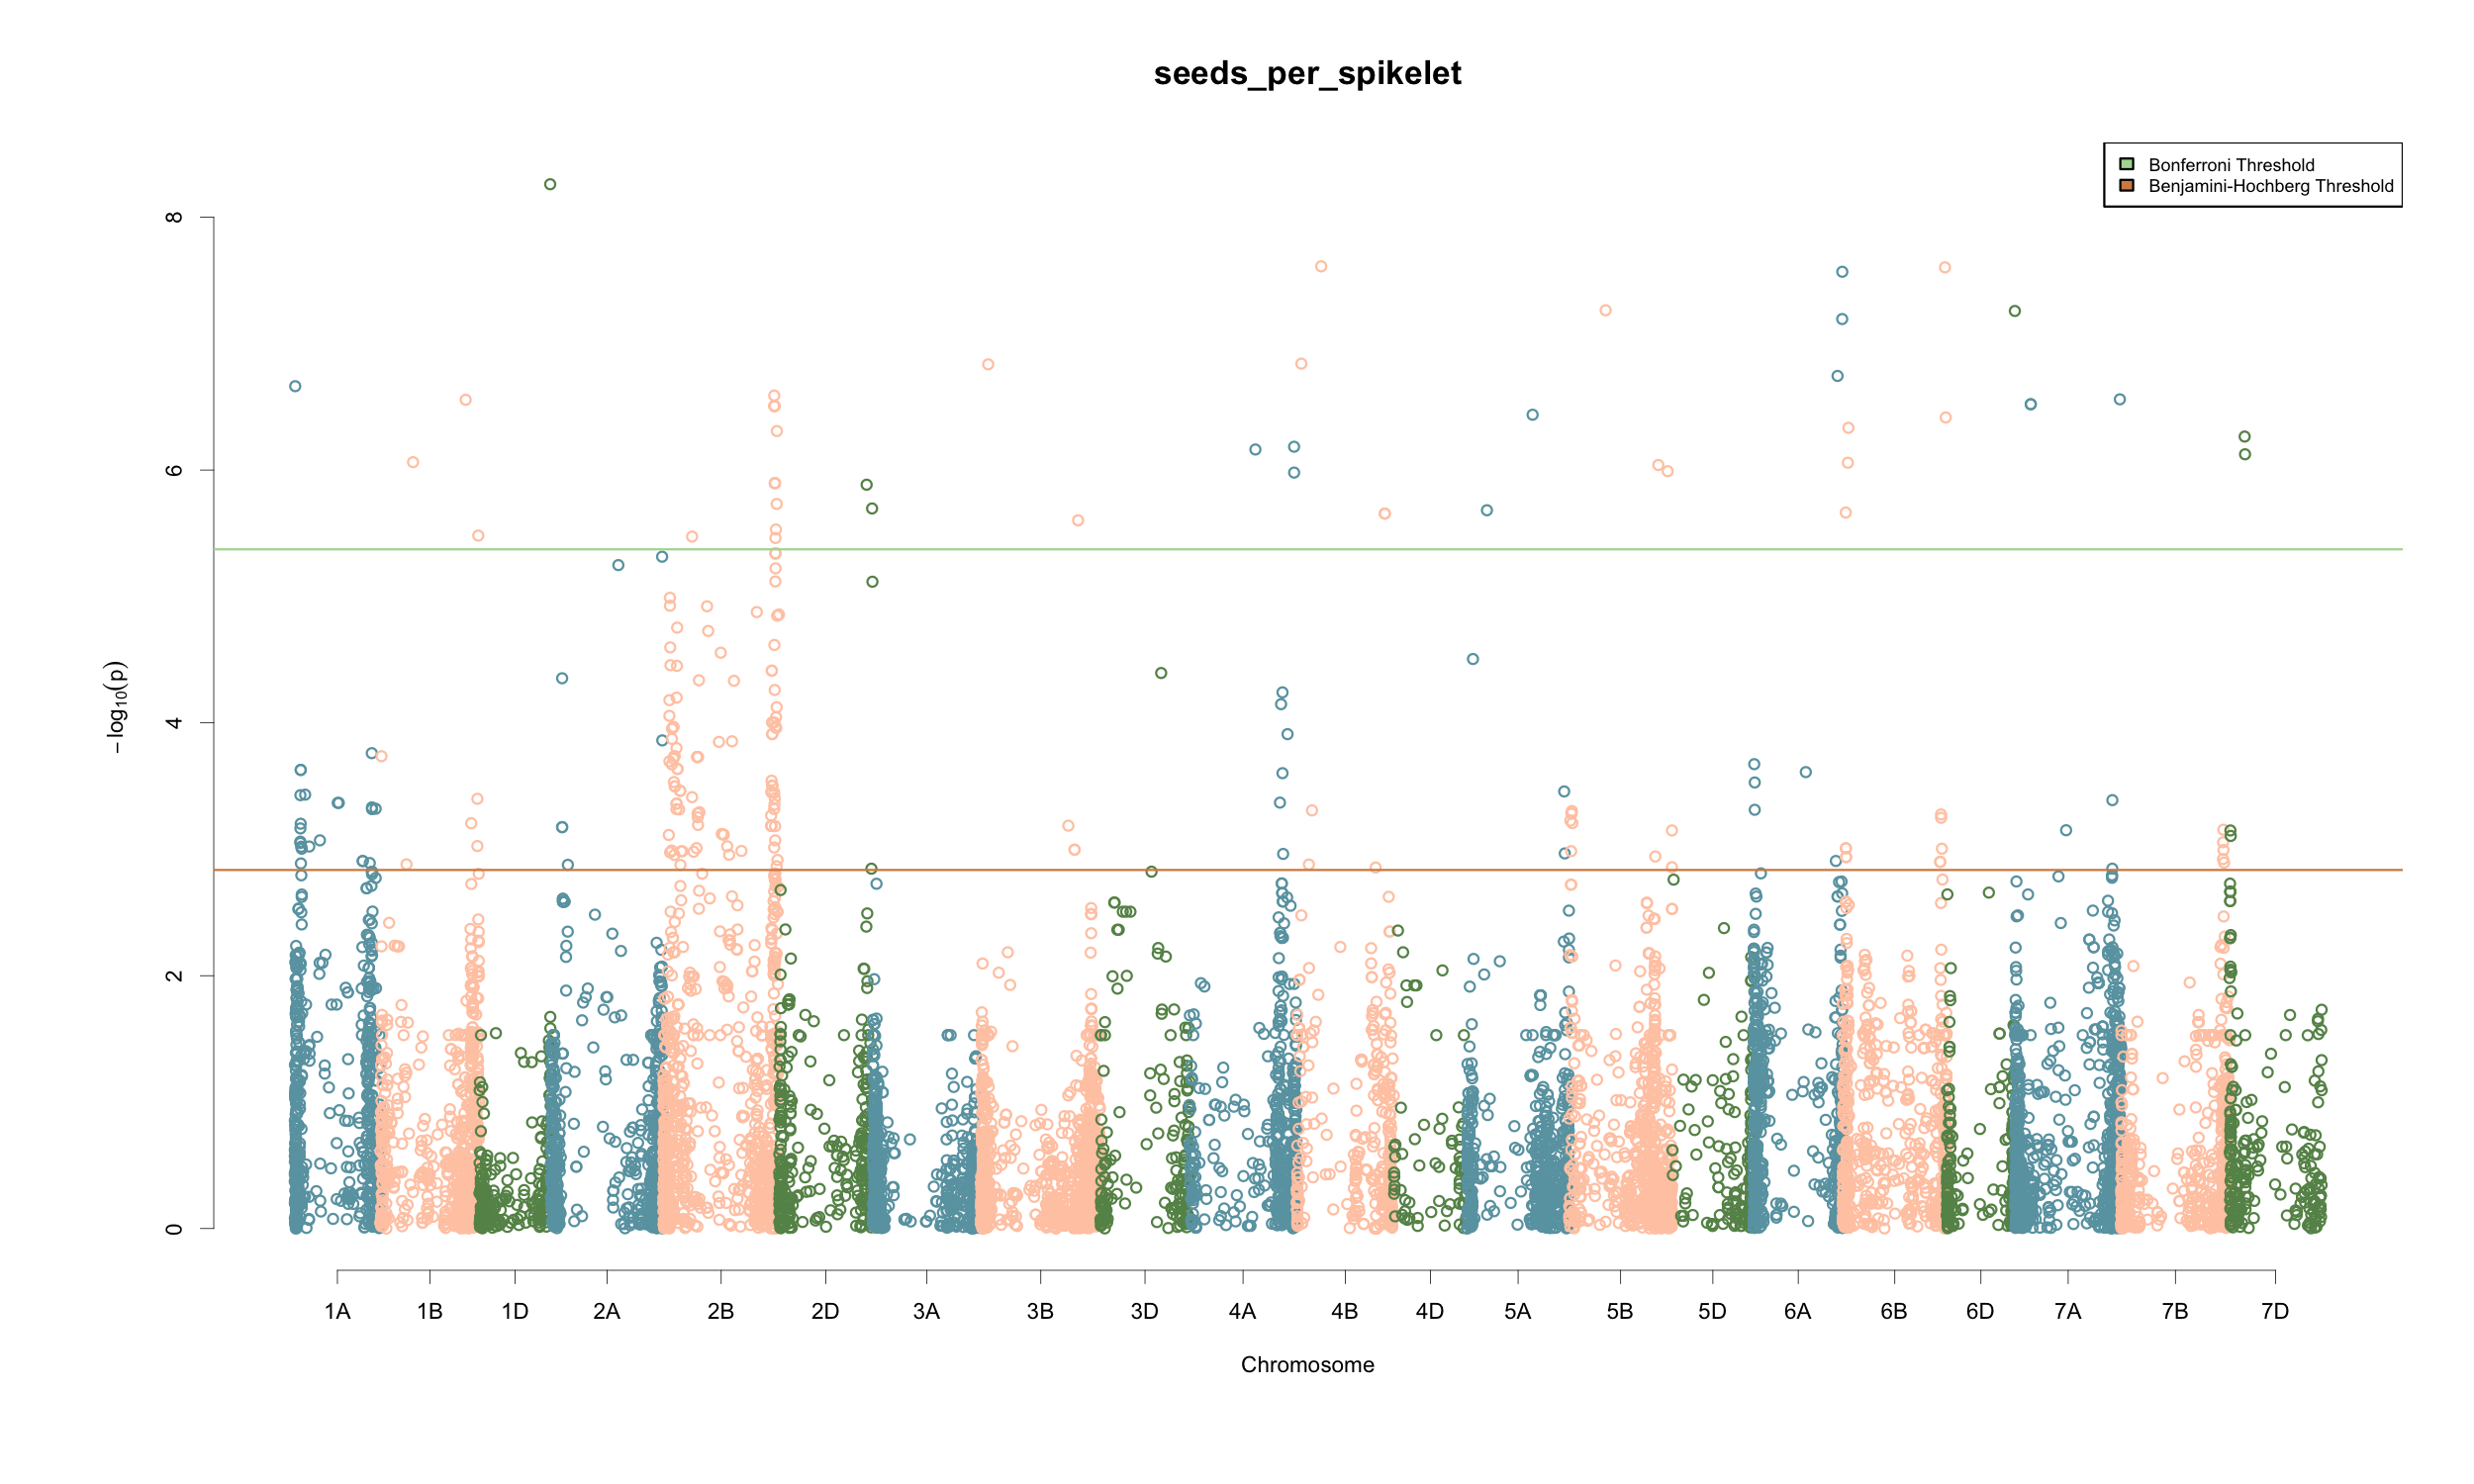 seeds_per_spikelet
Bonferroni Threshold
Benjamini-Hochberg Threshold
8
6
4
2
0
−log10(p)
1A 1B 1D 2A 2B 2D 3A 3B 3D 4A 4B 4D 5A 5B 5D 6A 6B 6D 7A 7B 7D
Chromosome